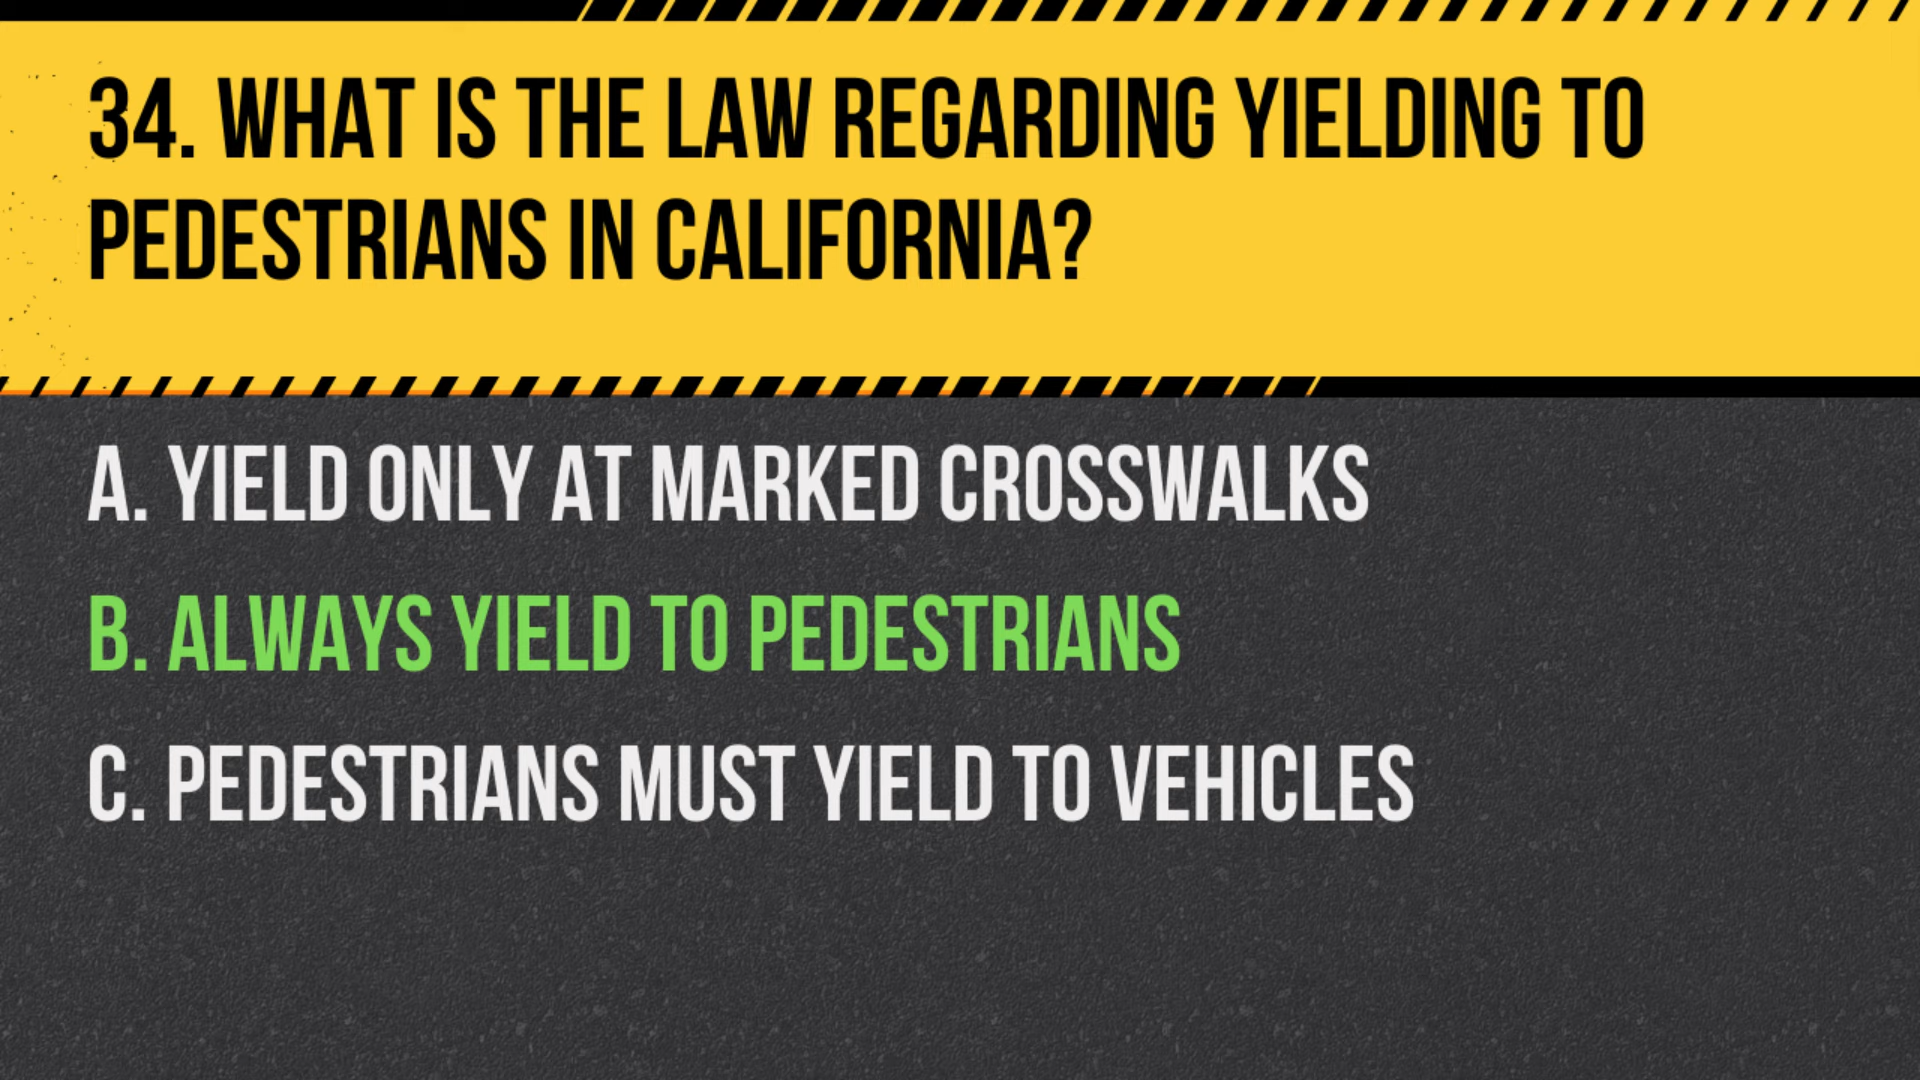 34. WHAT IS THE LAW REGARDING YIELDING TO
PEDESTRIANS IN CALIFORNIA?
A. YIELD ONLY AT MARKED CROSSWALKS
B. ALWAYS YIELD TO PEDESTRIANS
C. PEDESTRIANS MUST YIELD TO VEHICLES